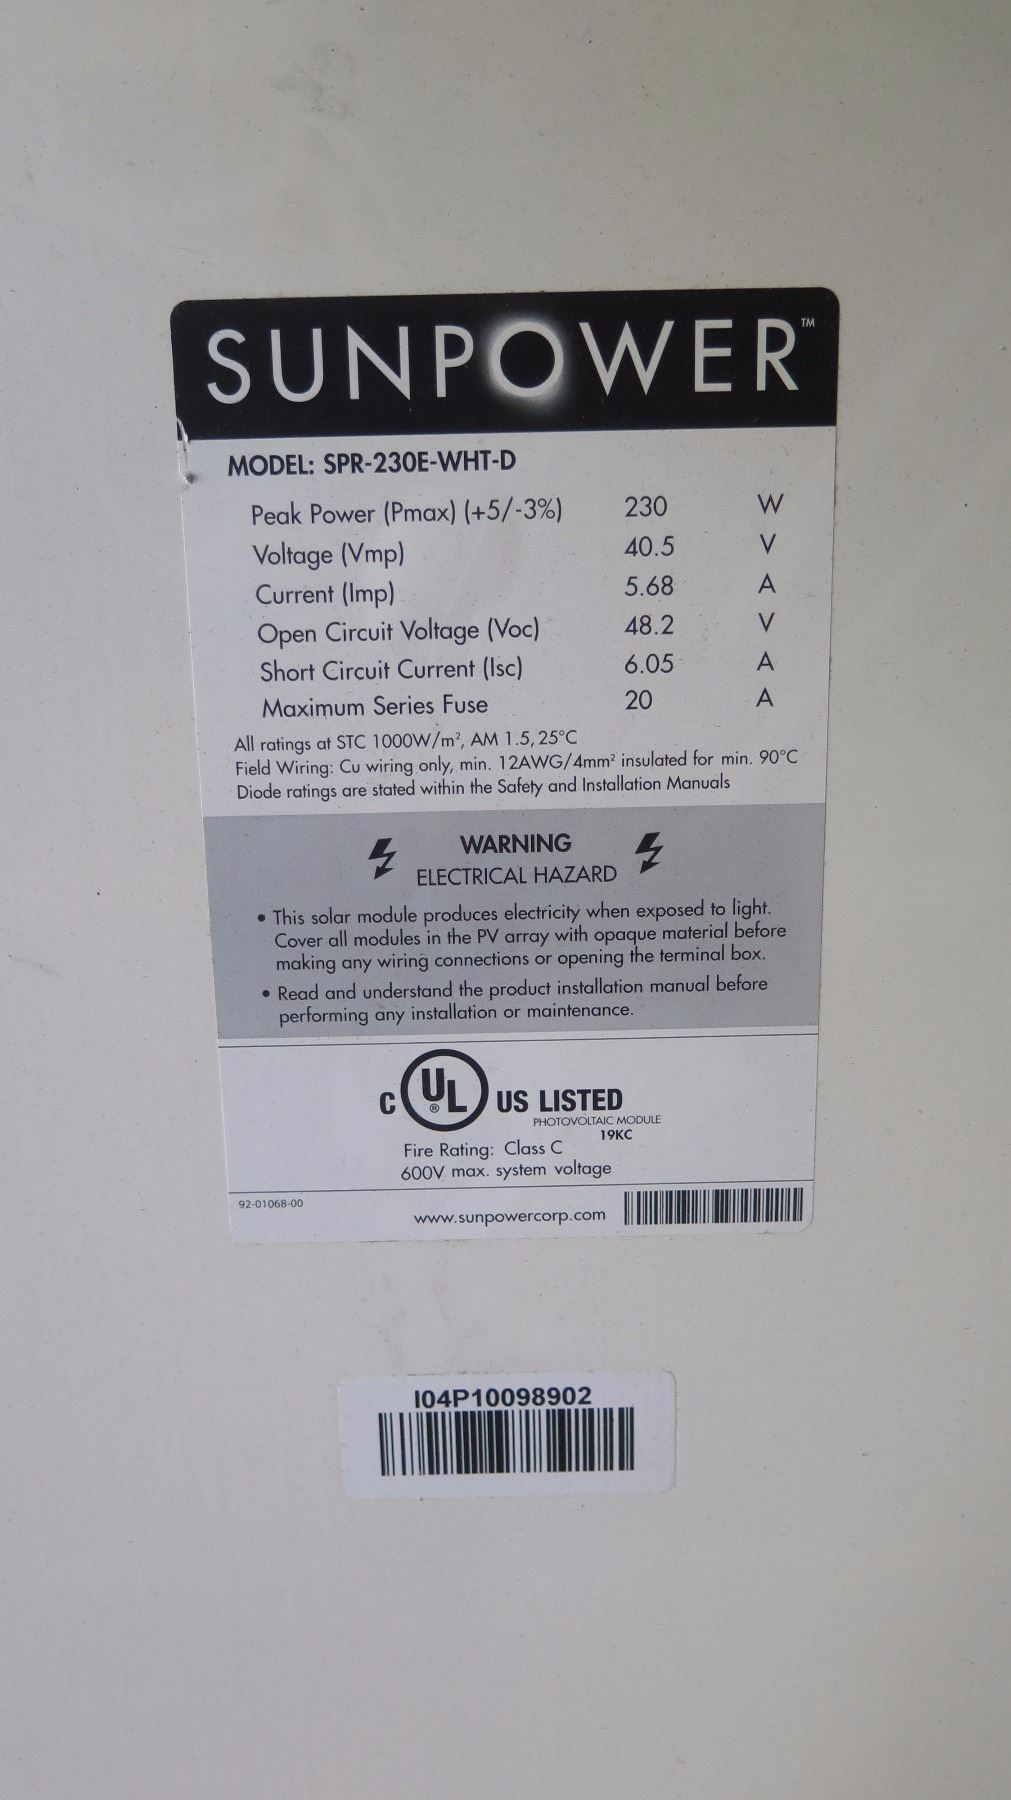 SUNPOWER™
MODEL: SPR-230E-WHT-D
Peak Power (Pmax) (+5/-3%) 230 W
Voltage (Vmp) 40.5 V
Current (Imp) 5.68 A
Open Circuit Voltage (Voc) 48.2 V
Short Circuit Current (Isc) 6.05 A
Maximum Series Fuse 20 A
All ratings at STC 1000W/m², AM 1.5, 25°C
Field Wiring: Cu wiring only, min. 12AWG/4mm² insulated for min. 90°C
Diode ratings are stated within the Safety and Installation Manuals
WARNING
ELECTRICAL HAZARD
• This solar module produces electricity when exposed to light.
Cover all modules in the PV array with opaque material before
making any wiring connections or opening the terminal box.
• Read and understand the product installation manual before
performing any installation or maintenance.
C UL® US LISTED
PHOTOVOLTAIC MODULE
19KC
Fire Rating: Class C
600V max. system voltage
92-01068-00
www.sunpowercorp.com
I04P10098902